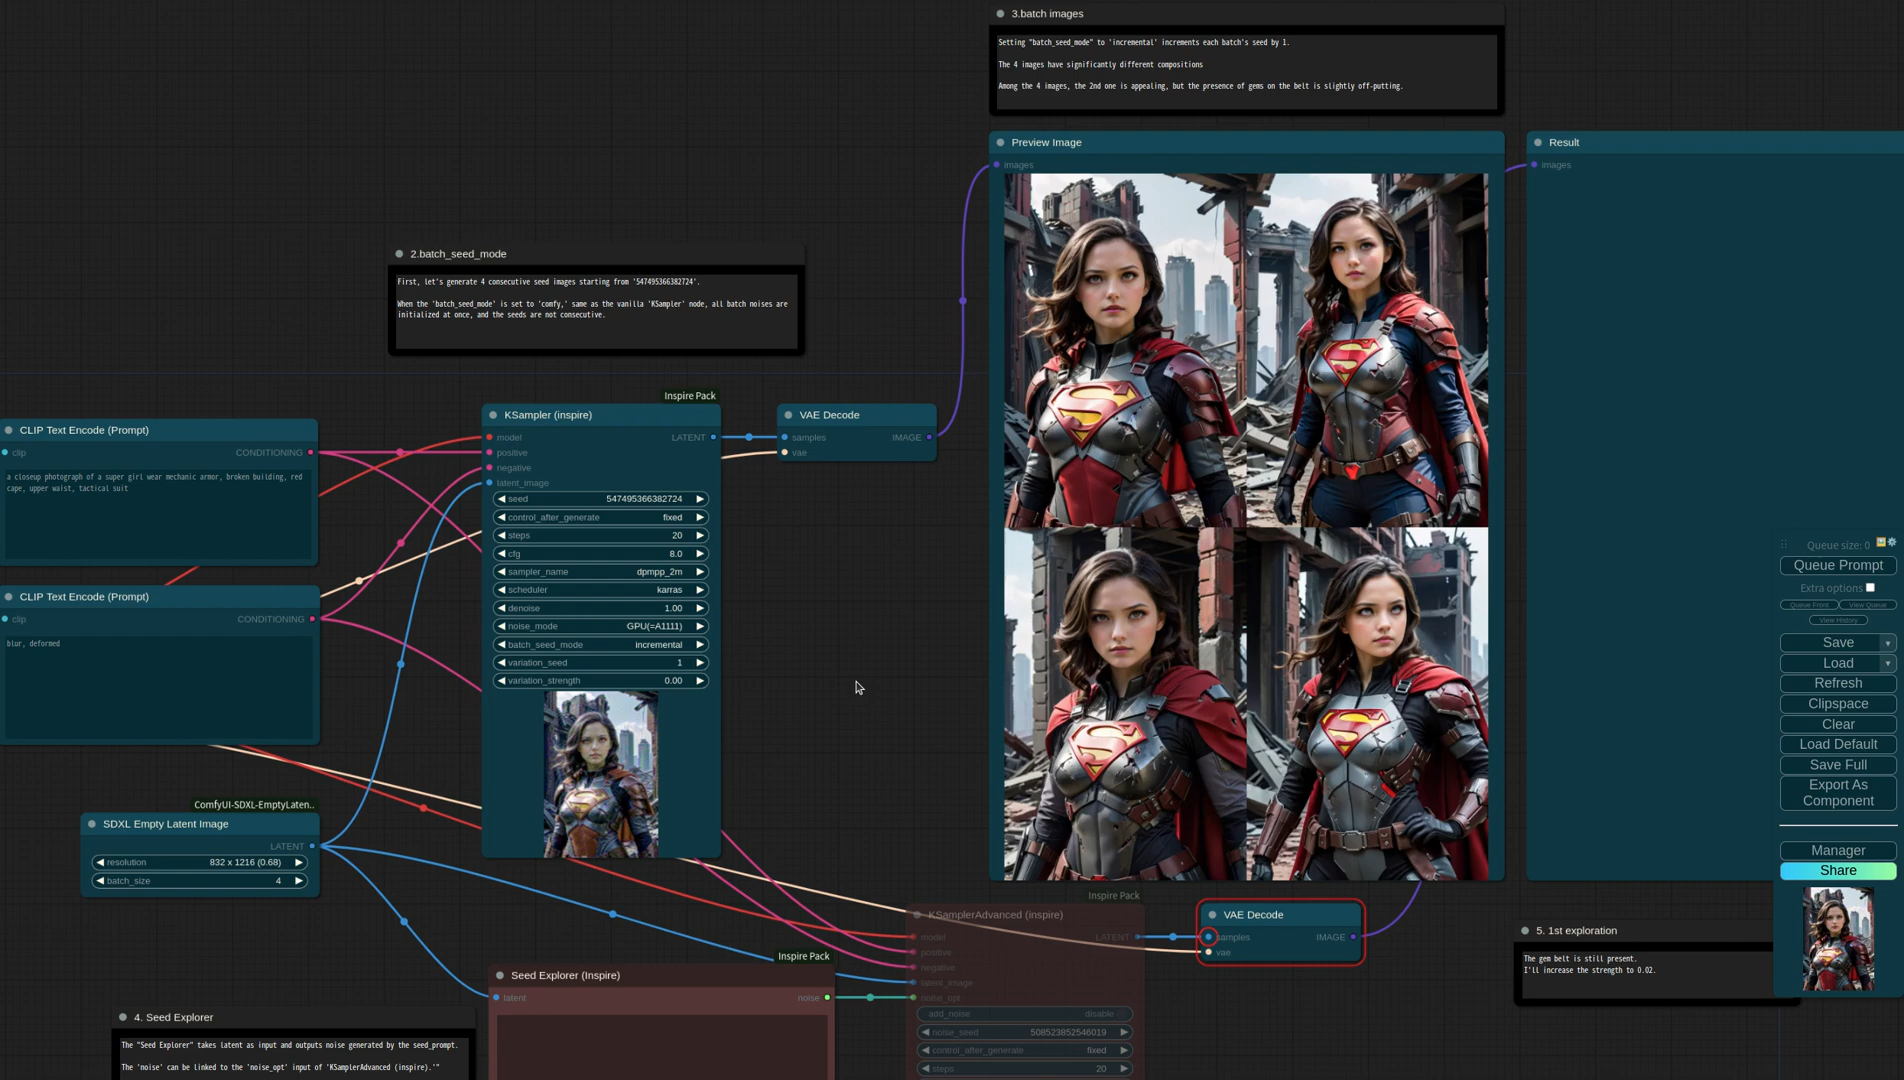 3.batch images
Setting "batch_seed_mode" to 'incremental' increments each batch's seed by 1.
The 4 images have significantly different compositions
Among the 4 images, the 2nd one is appealing, but the presence of gems on the belt is slightly off-putting.
Preview Image
images
Result
images
2.batch_seed_mode
First, let's generate 4 consecutive seed images starting from '547495366382724'.
When the 'batch_seed_mode' is set to 'comfy,' same as the vanilla 'KSampler' node, all batch noises are
initialized at once, and the seeds are not consecutive.
CLIP Text Encode (Prompt)
clip CONDITIONING
a closeup photograph of a super girl wear mechanic armor, broken building, red
cape, upper waist, tactical suit
CLIP Text Encode (Prompt)
clip CONDITIONING
blur, deformed
Inspire Pack
KSampler (inspire)
model LATENT
positive
negative
latent_image
seed 547495366382724
control_after_generate fixed
steps 20
cfg 8.0
sampler_name dpmpp_2m
scheduler karras
denoise 1.00
noise_mode GPU(=A1111)
batch_seed_mode incremental
variation_seed 1
variation_strength 0.00
VAE Decode
samples IMAGE
vae
ComfyUI-SDXL-EmptyLaten..
SDXL Empty Latent Image
LATENT
resolution 832 x 1216 (0.68)
batch_size 4
4. Seed Explorer
The "Seed Explorer" takes latent as input and outputs noise generated by the seed_prompt.
The 'noise' can be linked to the 'noise_opt' input of 'KSamplerAdvanced (inspire).'"
Inspire Pack
Seed Explorer (Inspire)
latent noise
Inspire Pack
KSamplerAdvanced (inspire)
model LATENT
positive
negative
latent_image
noise_opt
add_noise disable
noise_seed 508523852546019
control_after_generate fixed
steps 20
VAE Decode
samples IMAGE
vae
5. 1st exploration
The gem belt is still present.
I'll increase the strength to 0.02.
Queue size: 0
Queue Prompt
Extra options
Queue Front View Queue
View History
Save
Load
Refresh
Clipspace
Clear
Load Default
Save Full
Export As
Component
Manager
Share